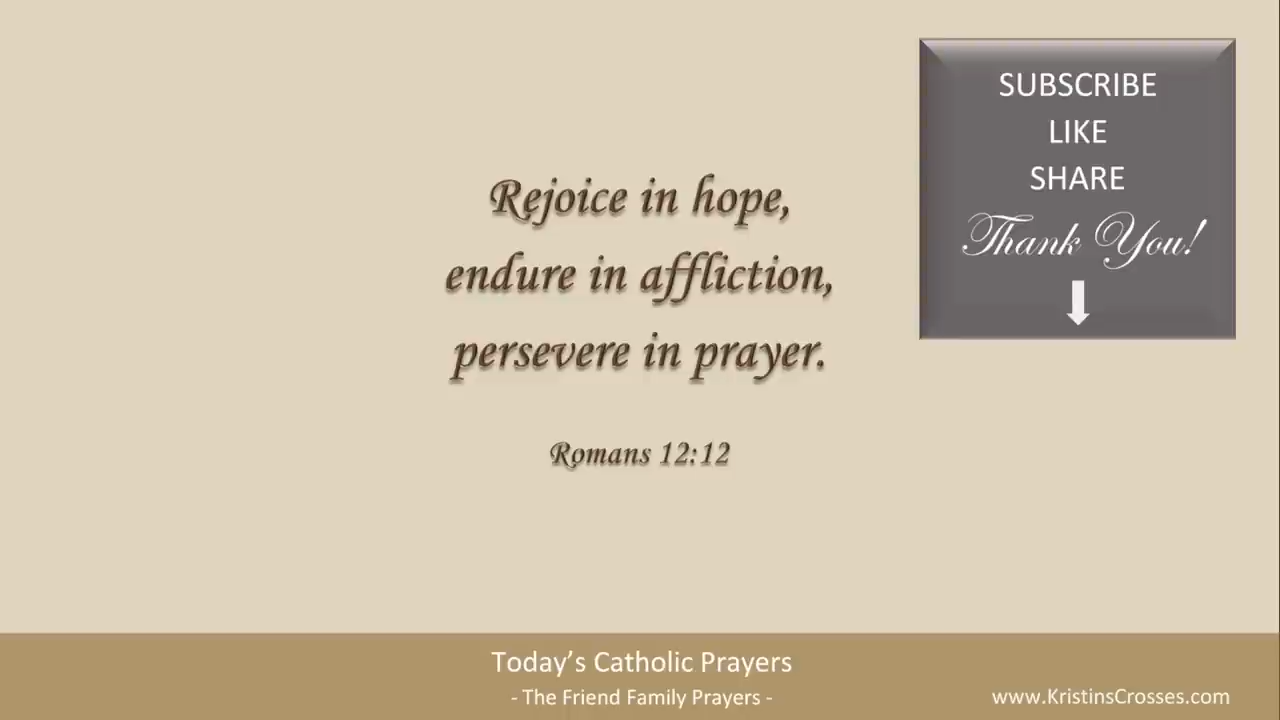 Rejoice in hope,
endure in affliction,
persevere in prayer.
Romans 12:12
SUBSCRIBE
LIKE
SHARE
Thank You!
Today’s Catholic Prayers
- The Friend Family Prayers -
www.KristinsCrosses.com